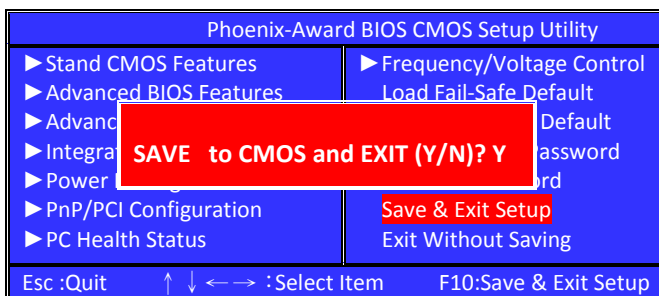 Phoenix-Award BIOS CMOS Setup Utility
►Stand CMOS Features
►Advanced BIOS Features
►Advanc
►Integrat
►Power
►PnP/PCI Configuration
►PC Health Status
►Frequency/Voltage Control
Load Fail-Safe Default
Default
assword
rd
Save & Exit Setup
Exit Without Saving
SAVE to CMOS and EXIT (Y/N)? Y
Esc :Quit ↑ ↓ ← → :Select Item F10:Save & Exit Setup